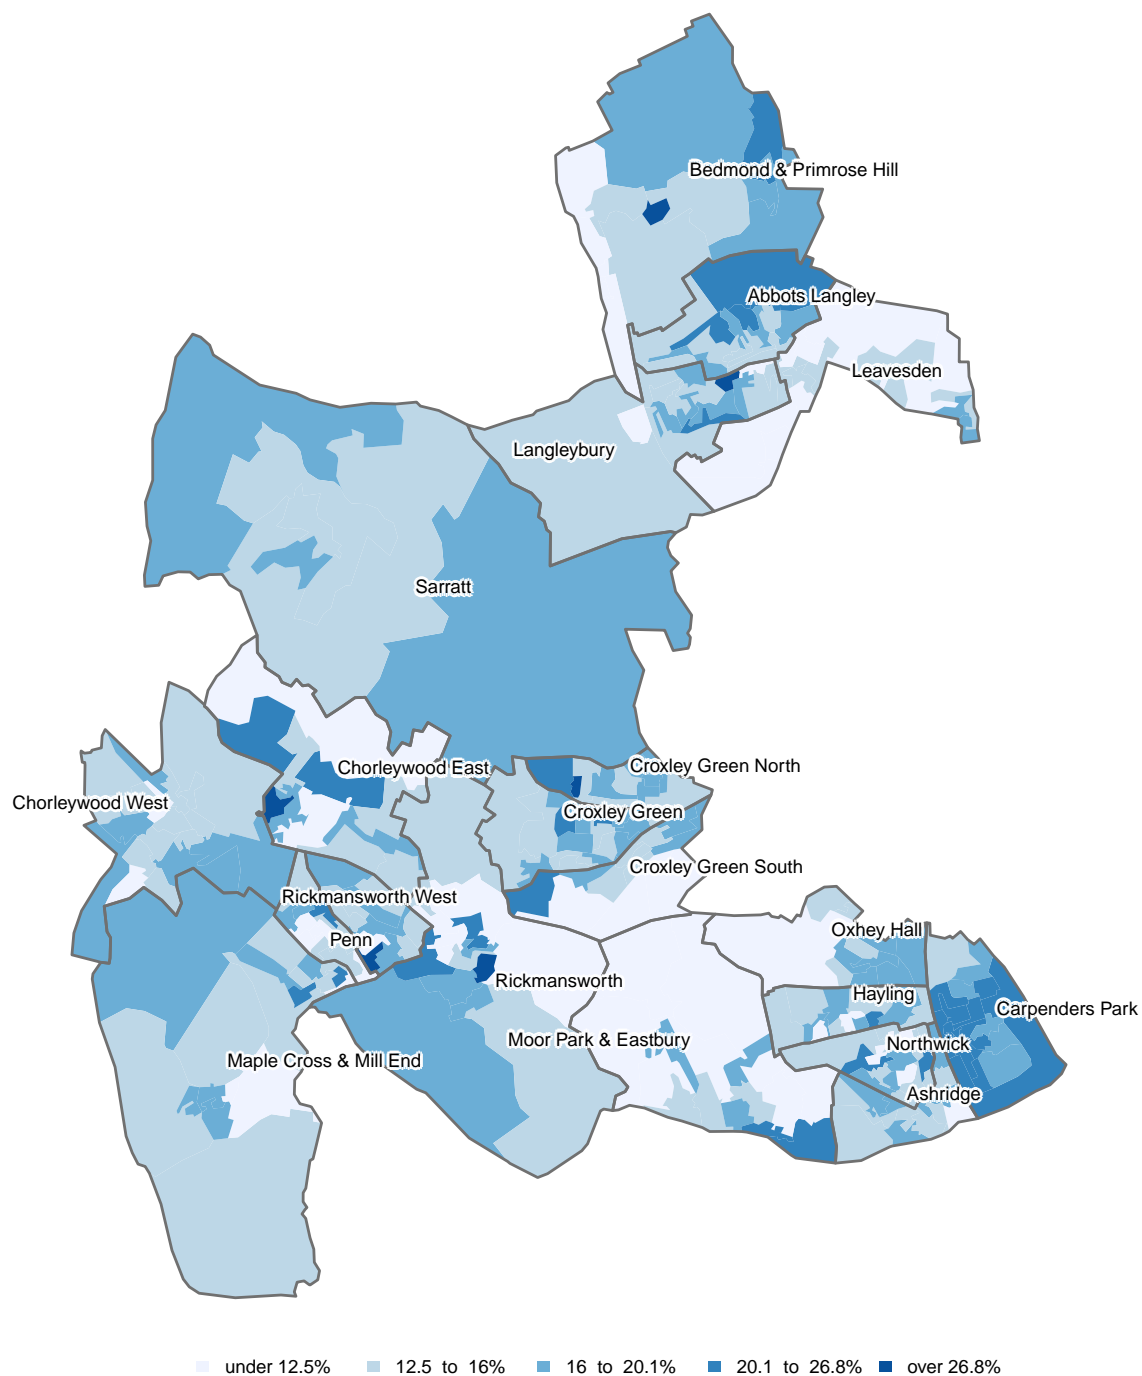 Bedmond & Primrose Hill
Abbots Langley
Leavesden
Langleybury
Sarratt
Croxley Green North
Chorleywood East
Chorleywood West
Croxley Green
Croxley Green South
Rickmansworth West
Oxhey Hall
Penn
Rickmansworth
Hayling
Carpenders Park
Moor Park & Eastbury
Northwick
Maple Cross & Mill End
Ashridge
under 12.5% 12.5 to 16% 16 to 20.1% 20.1 to 26.8% over 26.8%